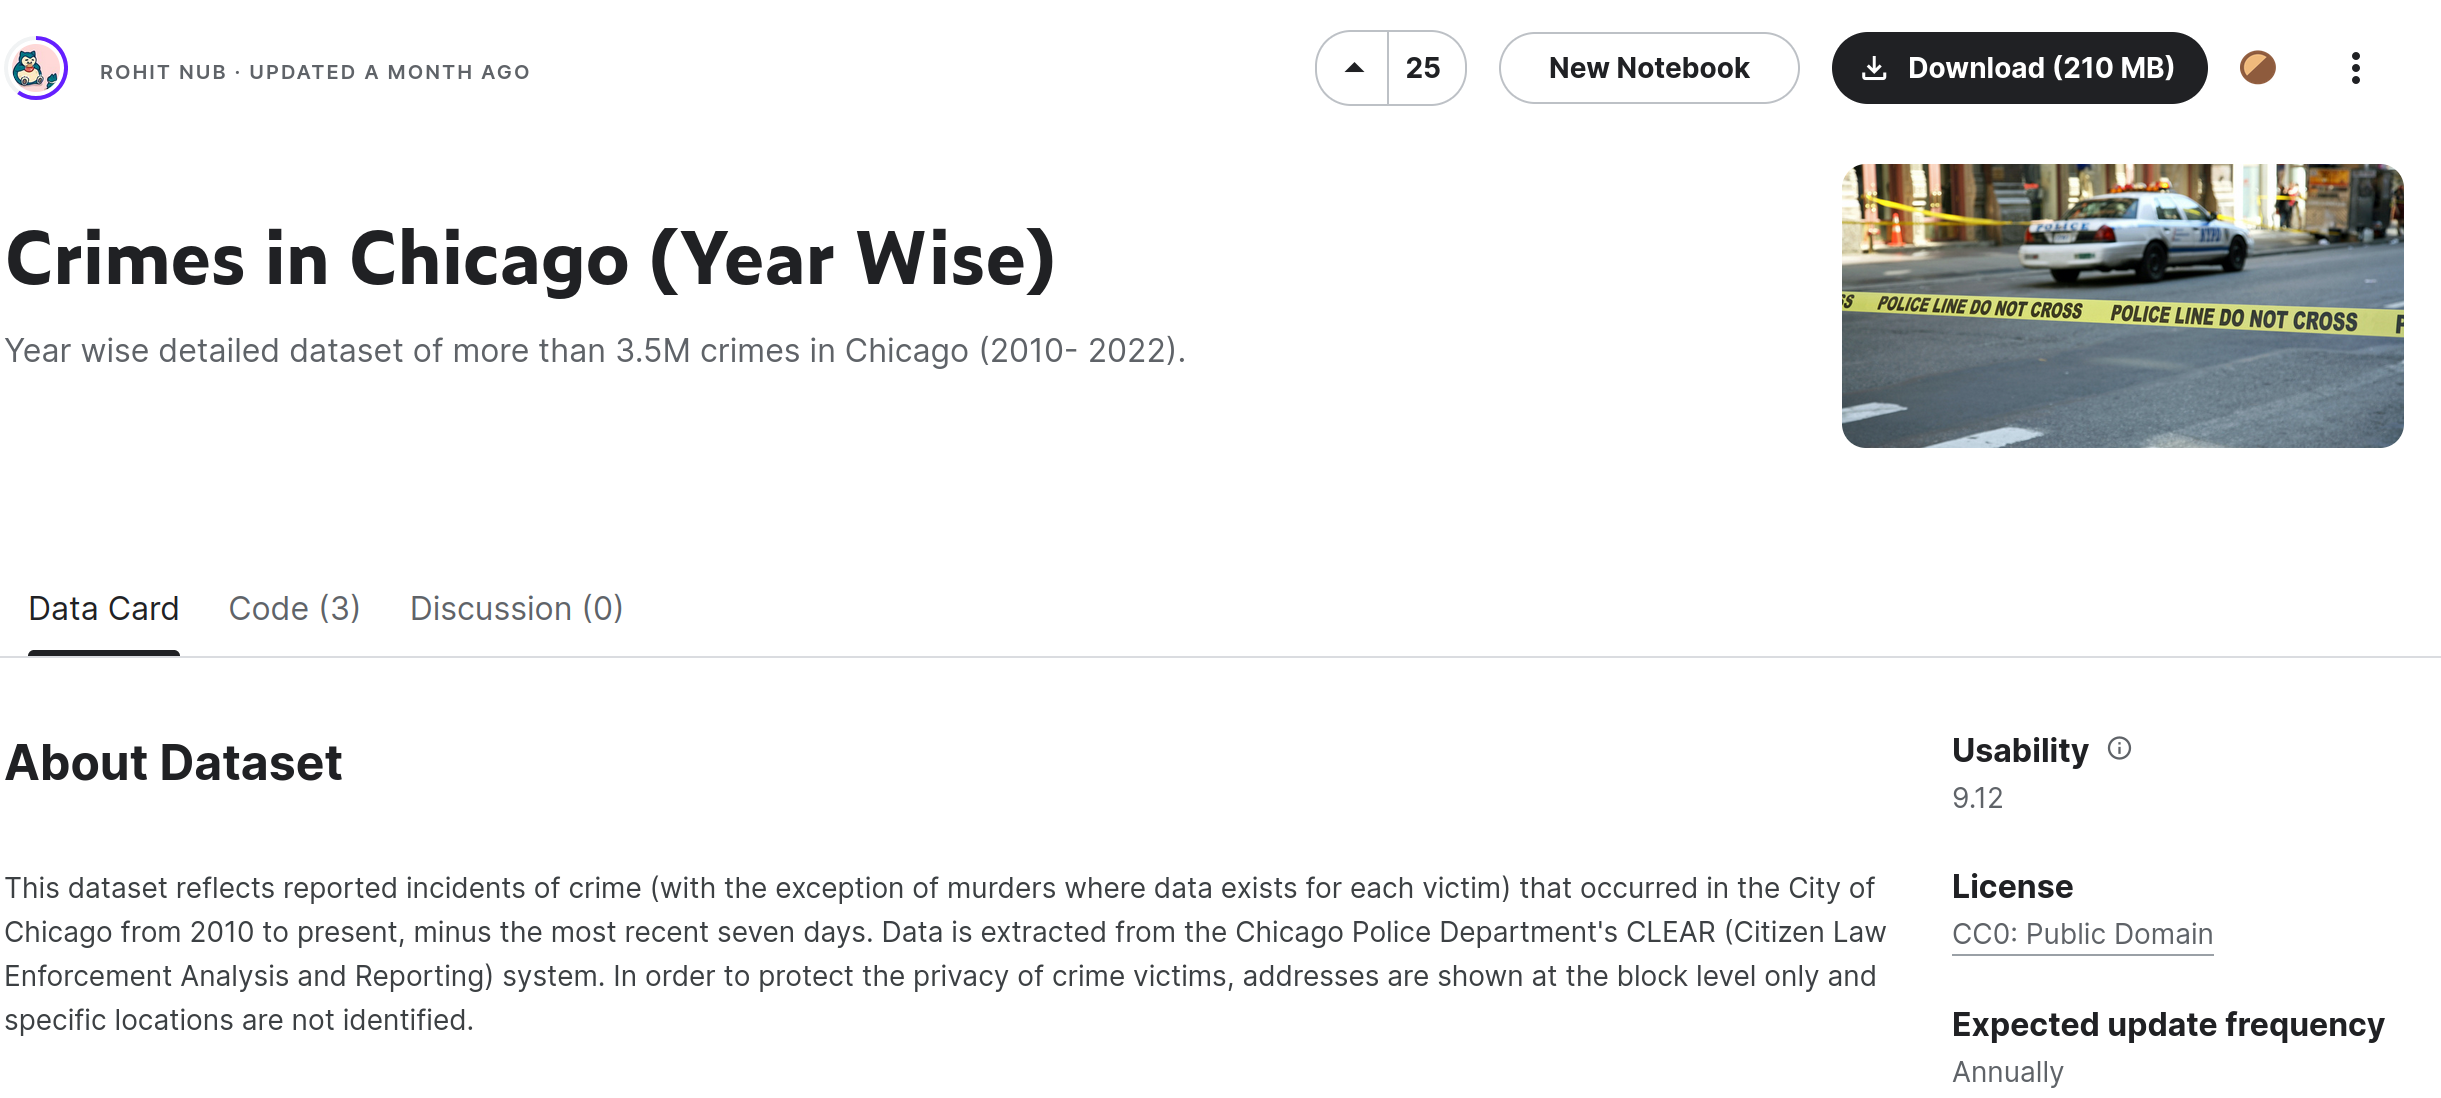 ROHIT NUB · UPDATED A MONTH AGO
25
New Notebook
Download (210 MB)
Crimes in Chicago (Year Wise)
Year wise detailed dataset of more than 3.5M crimes in Chicago (2010- 2022).
POLICE
NYPD
SS POLICE LINE DO NOT CROSS POLICE LINE DO NOT CROSS P
Data Card
Code (3)
Discussion (0)
About Dataset
This dataset reflects reported incidents of crime (with the exception of murders where data exists for each victim) that occurred in the City of
Chicago from 2010 to present, minus the most recent seven days. Data is extracted from the Chicago Police Department's CLEAR (Citizen Law
Enforcement Analysis and Reporting) system. In order to protect the privacy of crime victims, addresses are shown at the block level only and
specific locations are not identified.
Usability
9.12
License
CC0: Public Domain
Expected update frequency
Annually